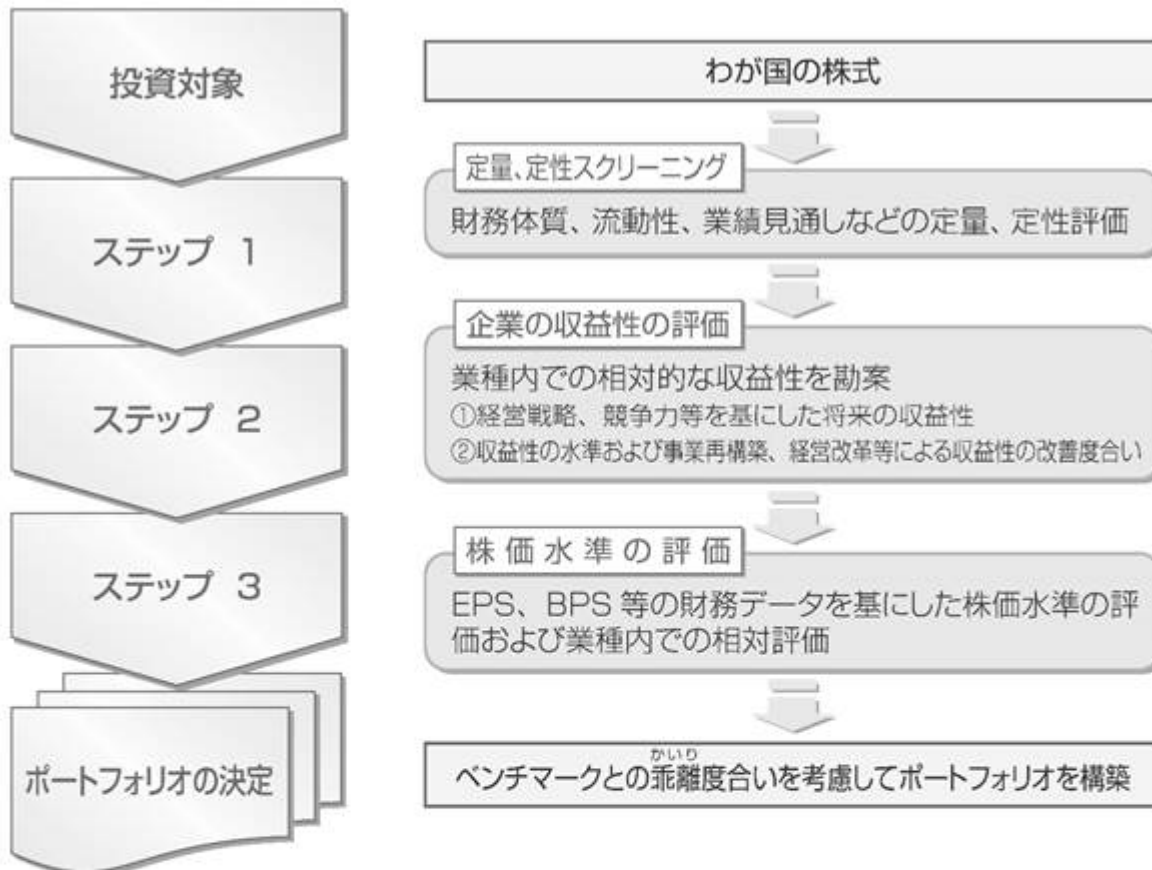 投資対象
わが国の株式
ステップ 1
定量、定性スクリーニング
財務体質、流動性、業績見通しなどの定量、定性評価
ステップ 2
企業の収益性の評価
業種内での相対的な収益性を勘案
①経営戦略、競争力等を基にした将来の収益性
②収益性の水準および事業再構築、経営改革等による収益性の改善度合い
ステップ 3
株価水準の評価
EPS、BPS 等の財務データを基にした株価水準の評
価および業種内での相対評価
ポートフォリオの決定
かいり
ベンチマークとの乖離度合いを考慮してポートフォリオを構築